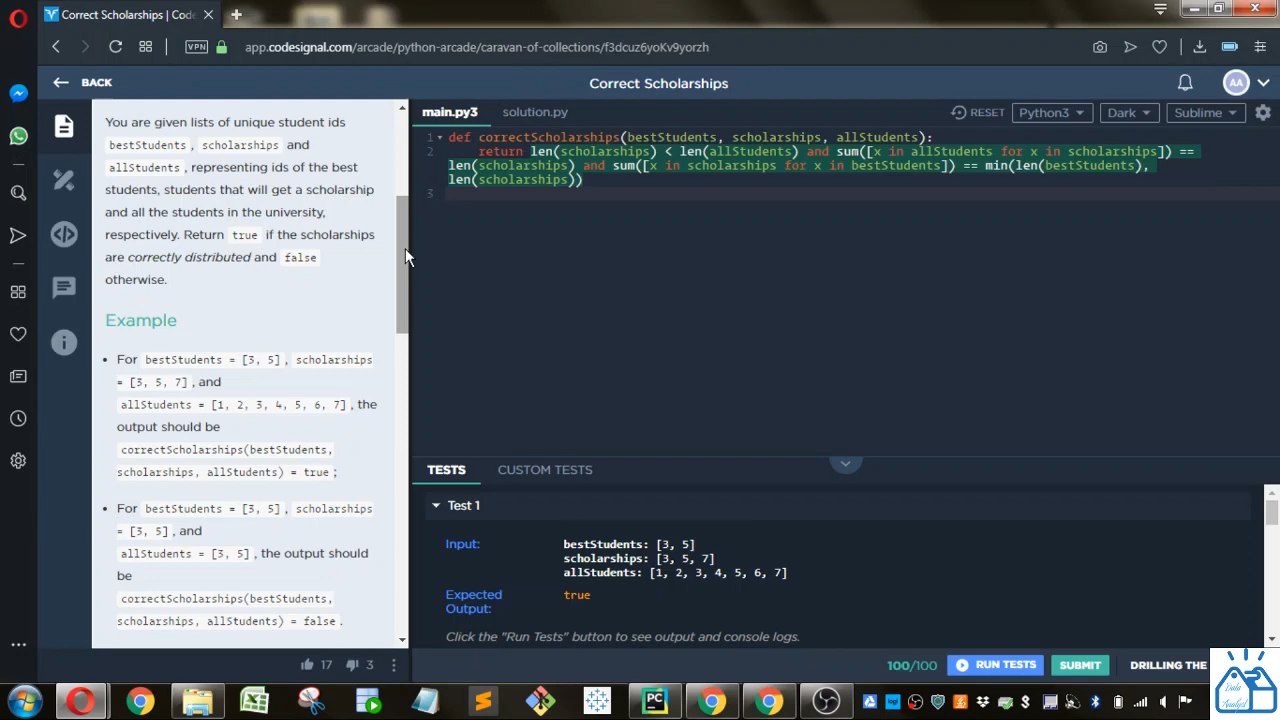 Correct Scholarships | Code
VPN
app.codesignal.com/arcade/python-arcade/caravan-of-collections/f3dcuz6yoKv9yorzh
BACK
Correct Scholarships
AA
You are given lists of unique student ids
bestStudents, scholarships and
allStudents, representing ids of the best
students, students that will get a scholarship
and all the students in the university,
respectively. Return true if the scholarships
are correctly distributed and false
otherwise.
Example
• For bestStudents = [3, 5], scholarships
= [3, 5, 7], and
allStudents = [1, 2, 3, 4, 5, 6, 7], the
output should be
correctScholarships(bestStudents,
scholarships, allStudents) = true;
• For bestStudents = [3, 5], scholarships
= [3, 5], and
allStudents = [3, 5], the output should
be
correctScholarships(bestStudents,
scholarships, allStudents) = false.
17 3
main.py3 solution.py
RESET Python3 Dark Sublime
1 def correctScholarships(bestStudents, scholarships, allStudents):
2 return len(scholarships) < len(allStudents) and sum([x in allStudents for x in scholarships]) ==
len(scholarships) and sum([x in scholarships for x in bestStudents]) == min(len(bestStudents),
len(scholarships))
3
TESTS CUSTOM TESTS
Test 1
Input: bestStudents: [3, 5]
scholarships: [3, 5, 7]
allStudents: [1, 2, 3, 4, 5, 6, 7]
Expected Output: true
Click the "Run Tests" button to see output and console logs.
100/100 RUN TESTS SUBMIT DRILLING THE
PC
Data
Analyst